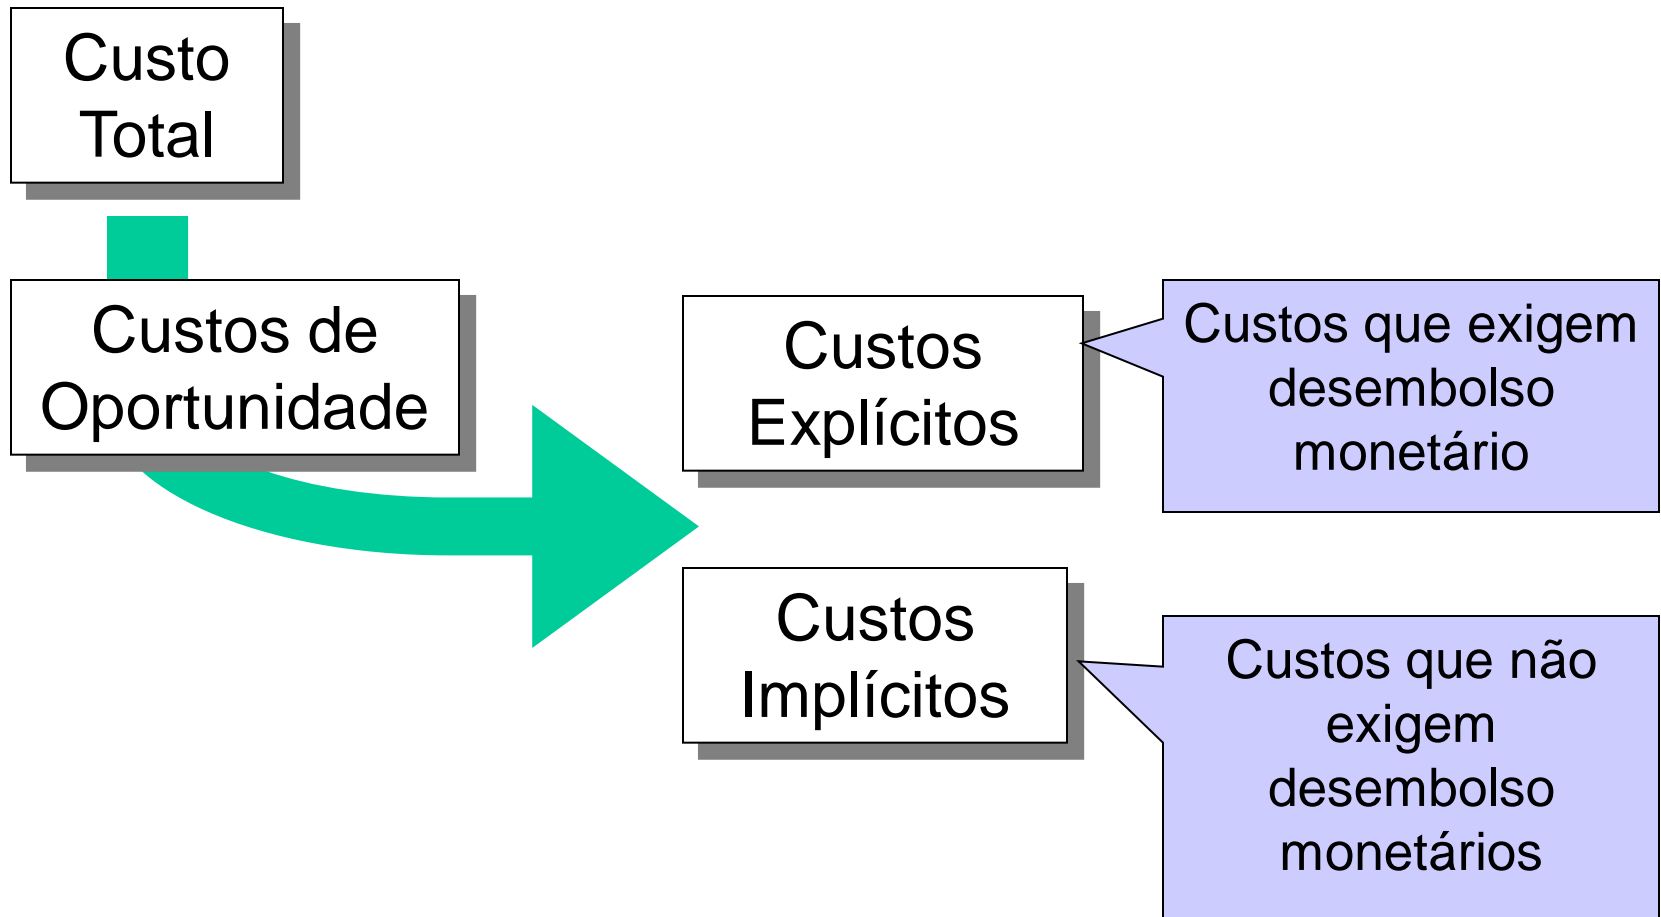 Custo
Total
Custos de
Oportunidade
Custos
Explícitos
Custos que exigem
desembolso
monetário
Custos
Implícitos
Custos que não
exigem
desembolso
monetários